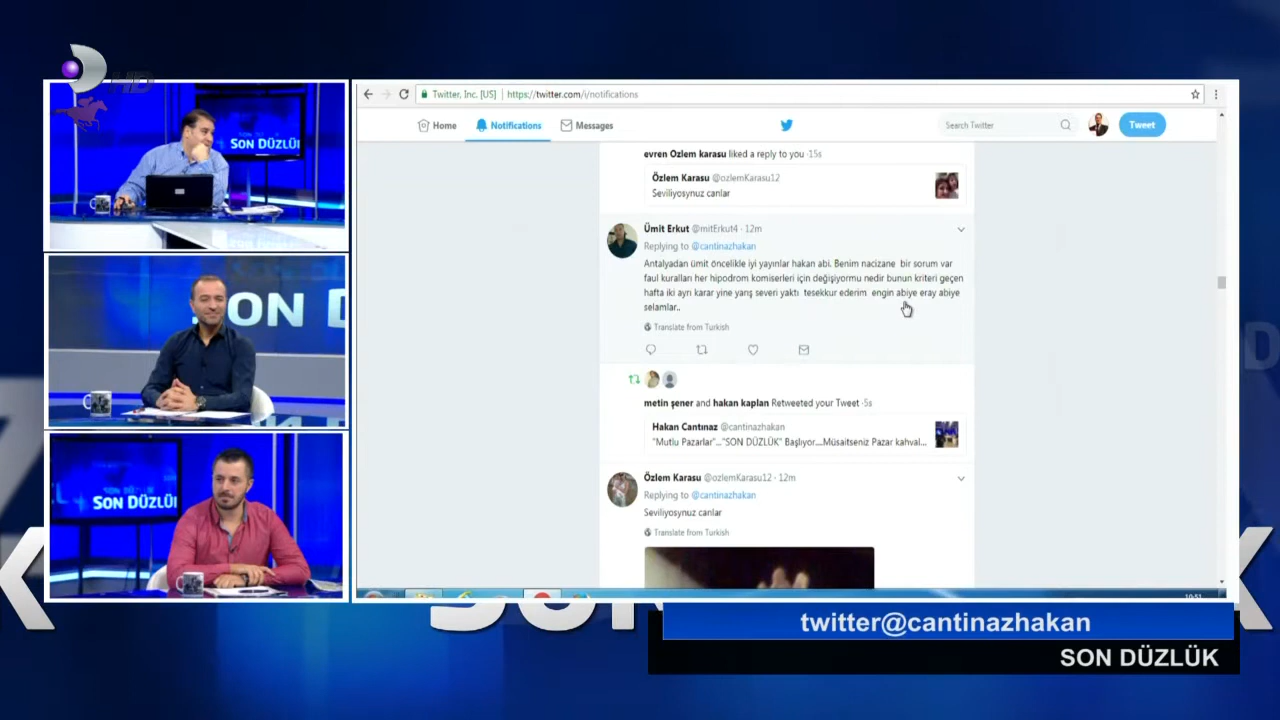 HD
SON DÜZLÜ
ON D
SON DÜZLÜ
Twitter, Inc. [US] https://twitter.com/i/notifications
Home Notifications Messages Search Twitter Tweet
evren Ozlem karasu liked a reply to you · 15s
Özlem Karasu @ozlemKarasu12
Seviliyosynuz canlar
Ümit Erkut @mitErkut4 · 12m
Replying to @cantinazhakan
Antalyadan ümit öncelikle iyi yayınlar hakan abi. Benim nacizane bir sorum var
faul kuralları her hipodrom komiserleri için değişiyormu nedir bunun kriteri geçen
hafta iki ayrı karar yine yarış severi yaktı tesekkur ederim engin abiye eray abiye
selamlar..
Translate from Turkish
metin şener and hakan kaplan Retweeted your Tweet · 5s
Hakan Cantınaz @cantinazhakan
"Mutlu Pazarlar"..."SON DÜZLÜK" Başlıyor....Müsaitseniz Pazar kahval...
Özlem Karasu @ozlemKarasu12 · 12m
Replying to @cantinazhakan
Seviliyosynuz canlar
Translate from Turkish
10:51
twitter@cantinazhakan
SON DÜZLÜK